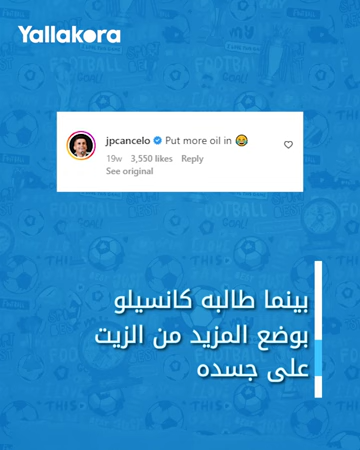 Yallakora
jpcancelo Put more oil in 😂
19w 3,550 likes Reply
See original
بينما طالبه كانسيلو
بوضع المزيد من الزيت
على جسده